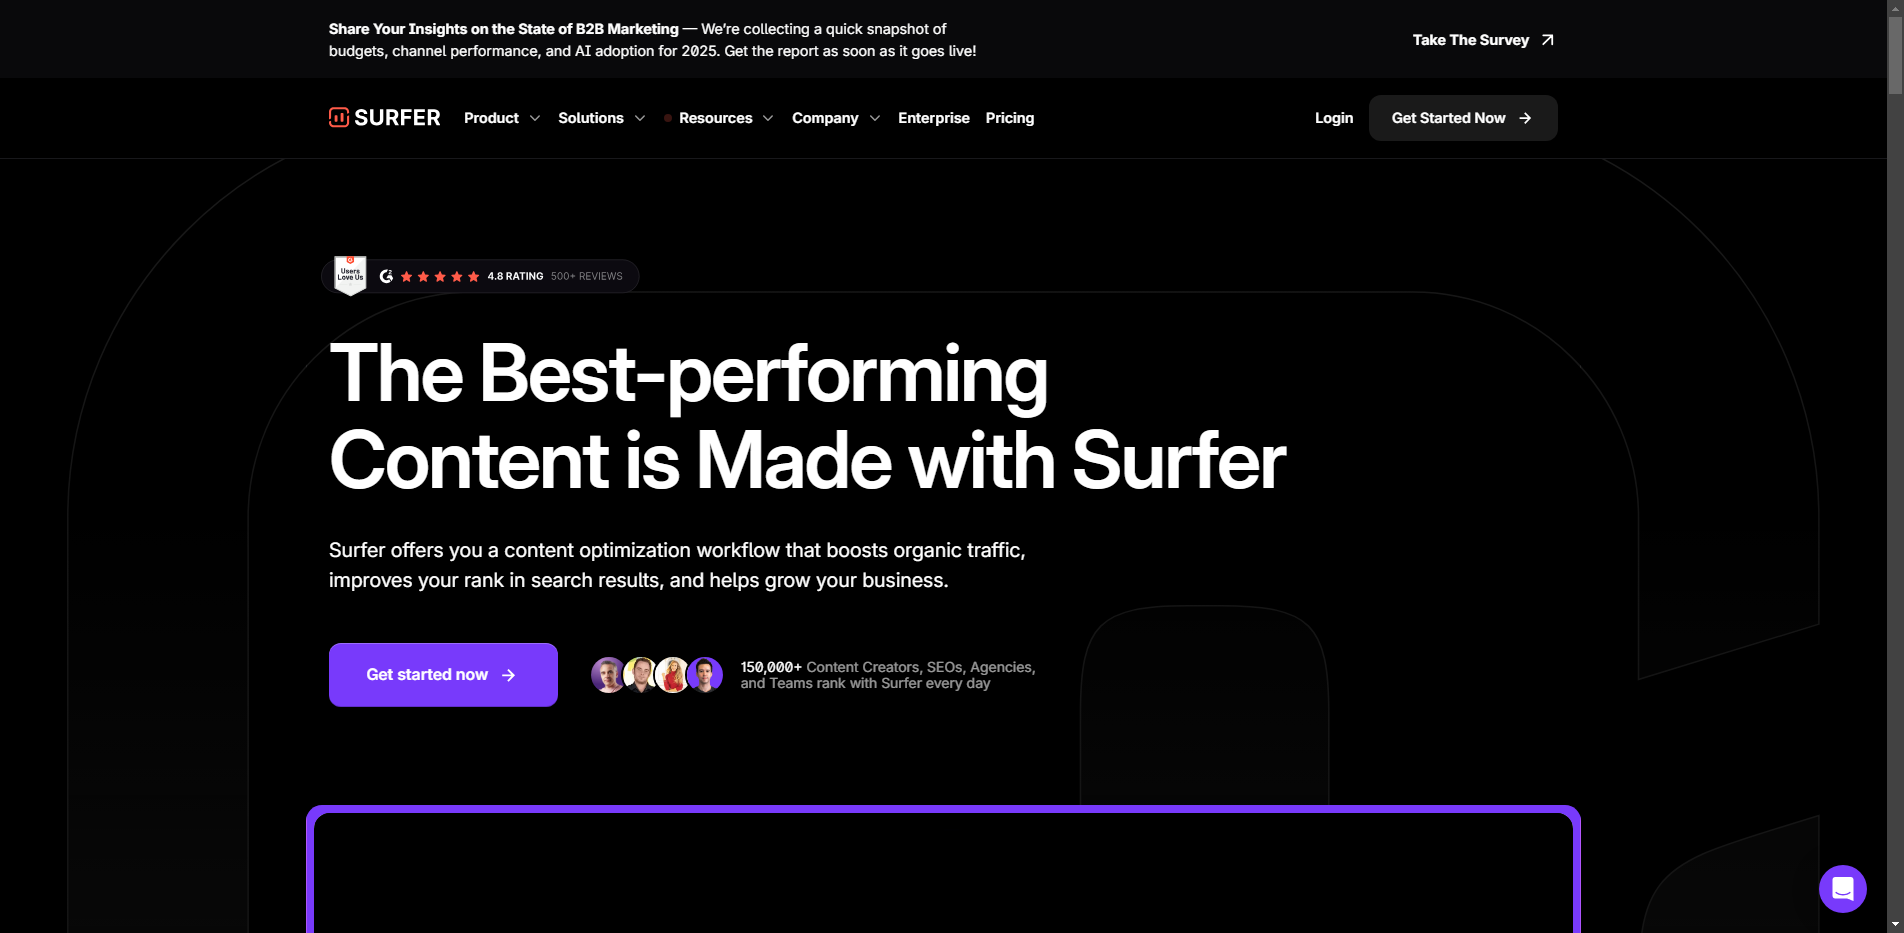 Share Your Insights on the State of B2B Marketing — We’re collecting a quick snapshot of
budgets, channel performance, and AI adoption for 2025. Get the report as soon as it goes live!
Take The Survey
SURFER
Product
Solutions
Resources
Company
Enterprise
Pricing
Login
Get Started Now
Users
Love Us
4.8 RATING 500+ REVIEWS
The Best-performing
Content is Made with Surfer
Surfer offers you a content optimization workflow that boosts organic traffic,
improves your rank in search results, and helps grow your business.
Get started now
150,000+ Content Creators, SEOs, Agencies,
and Teams rank with Surfer every day